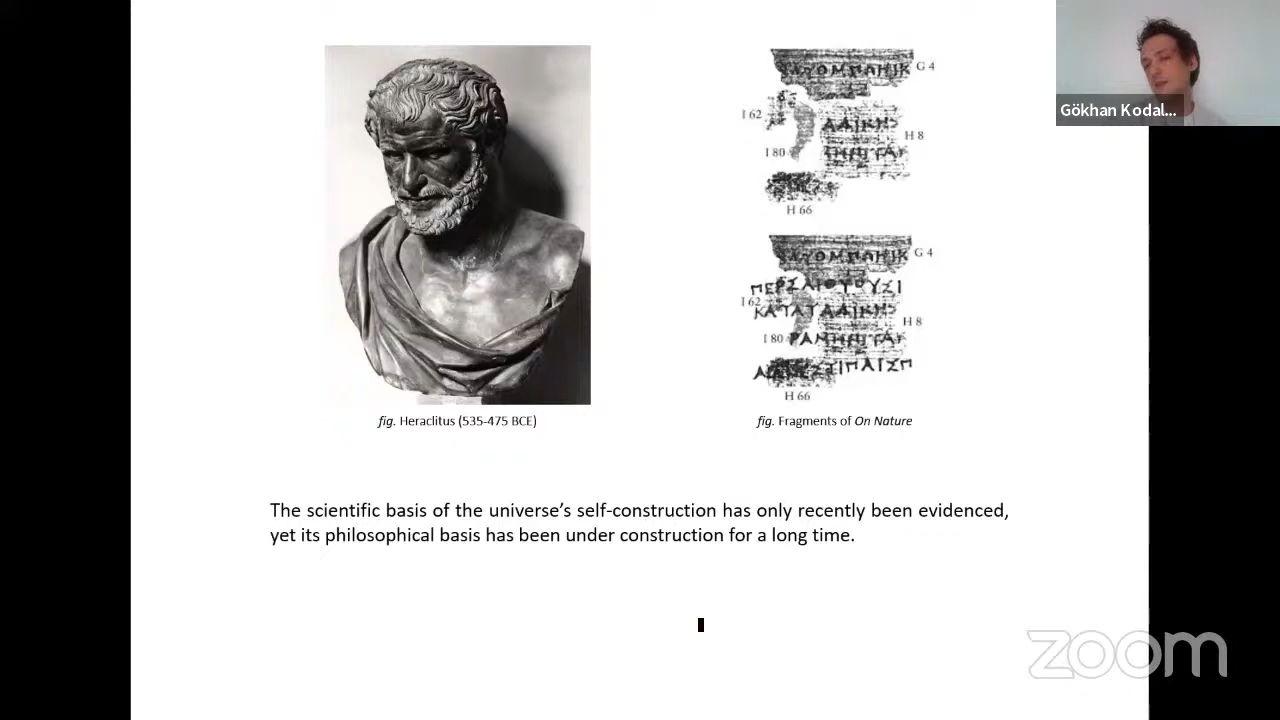 Gökhan Kodal...
G 4
I 62
H 8
I 80
H 66
G 4
ΠΕΡΣΑΙΘΥΟΥΣΙ
I 62
ΚΑΤΑΤΑΔΙΚΗΣ
H 8
I 80
H 66
fig. Heraclitus (535-475 BCE)
fig. Fragments of On Nature
The scientific basis of the universe’s self-construction has only recently been evidenced,
yet its philosophical basis has been under construction for a long time.
zoom